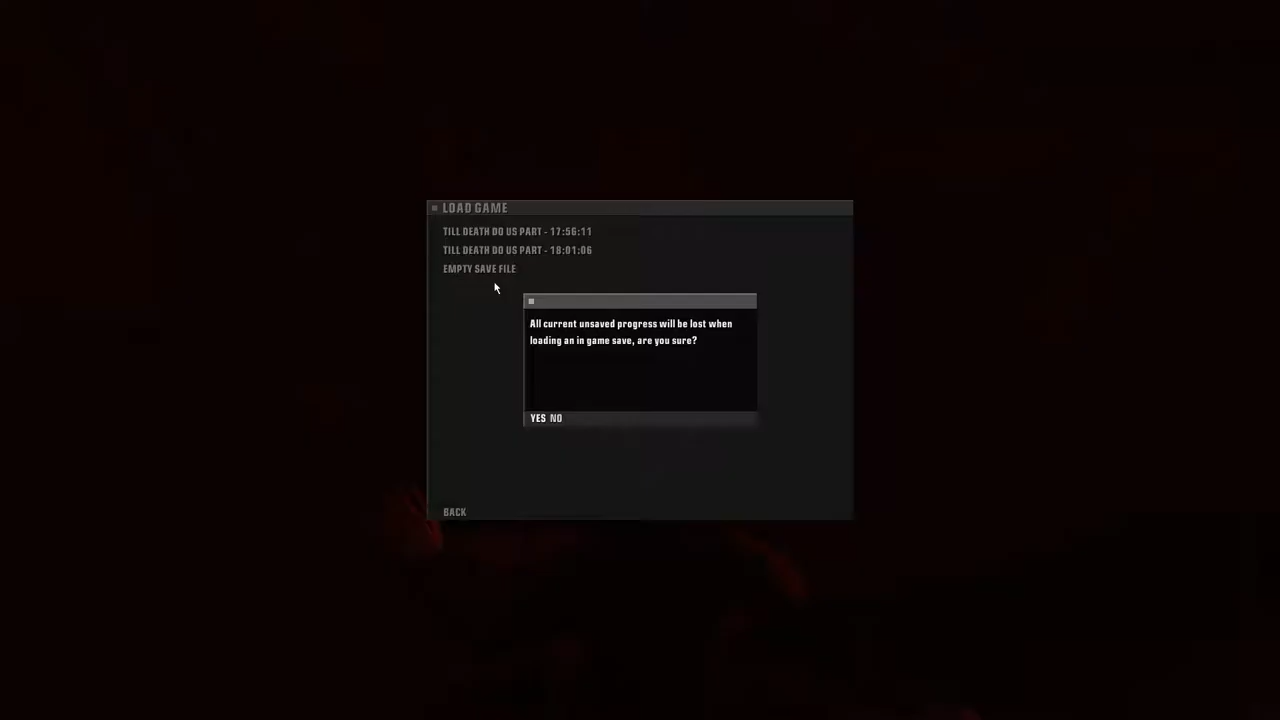 LOAD GAME
TILL DEATH DO US PART - 17:56:11
TILL DEATH DO US PART - 18:01:06
EMPTY SAVE FILE
All current unsaved progress will be lost when
loading an in game save, are you sure?
YES NO
BACK